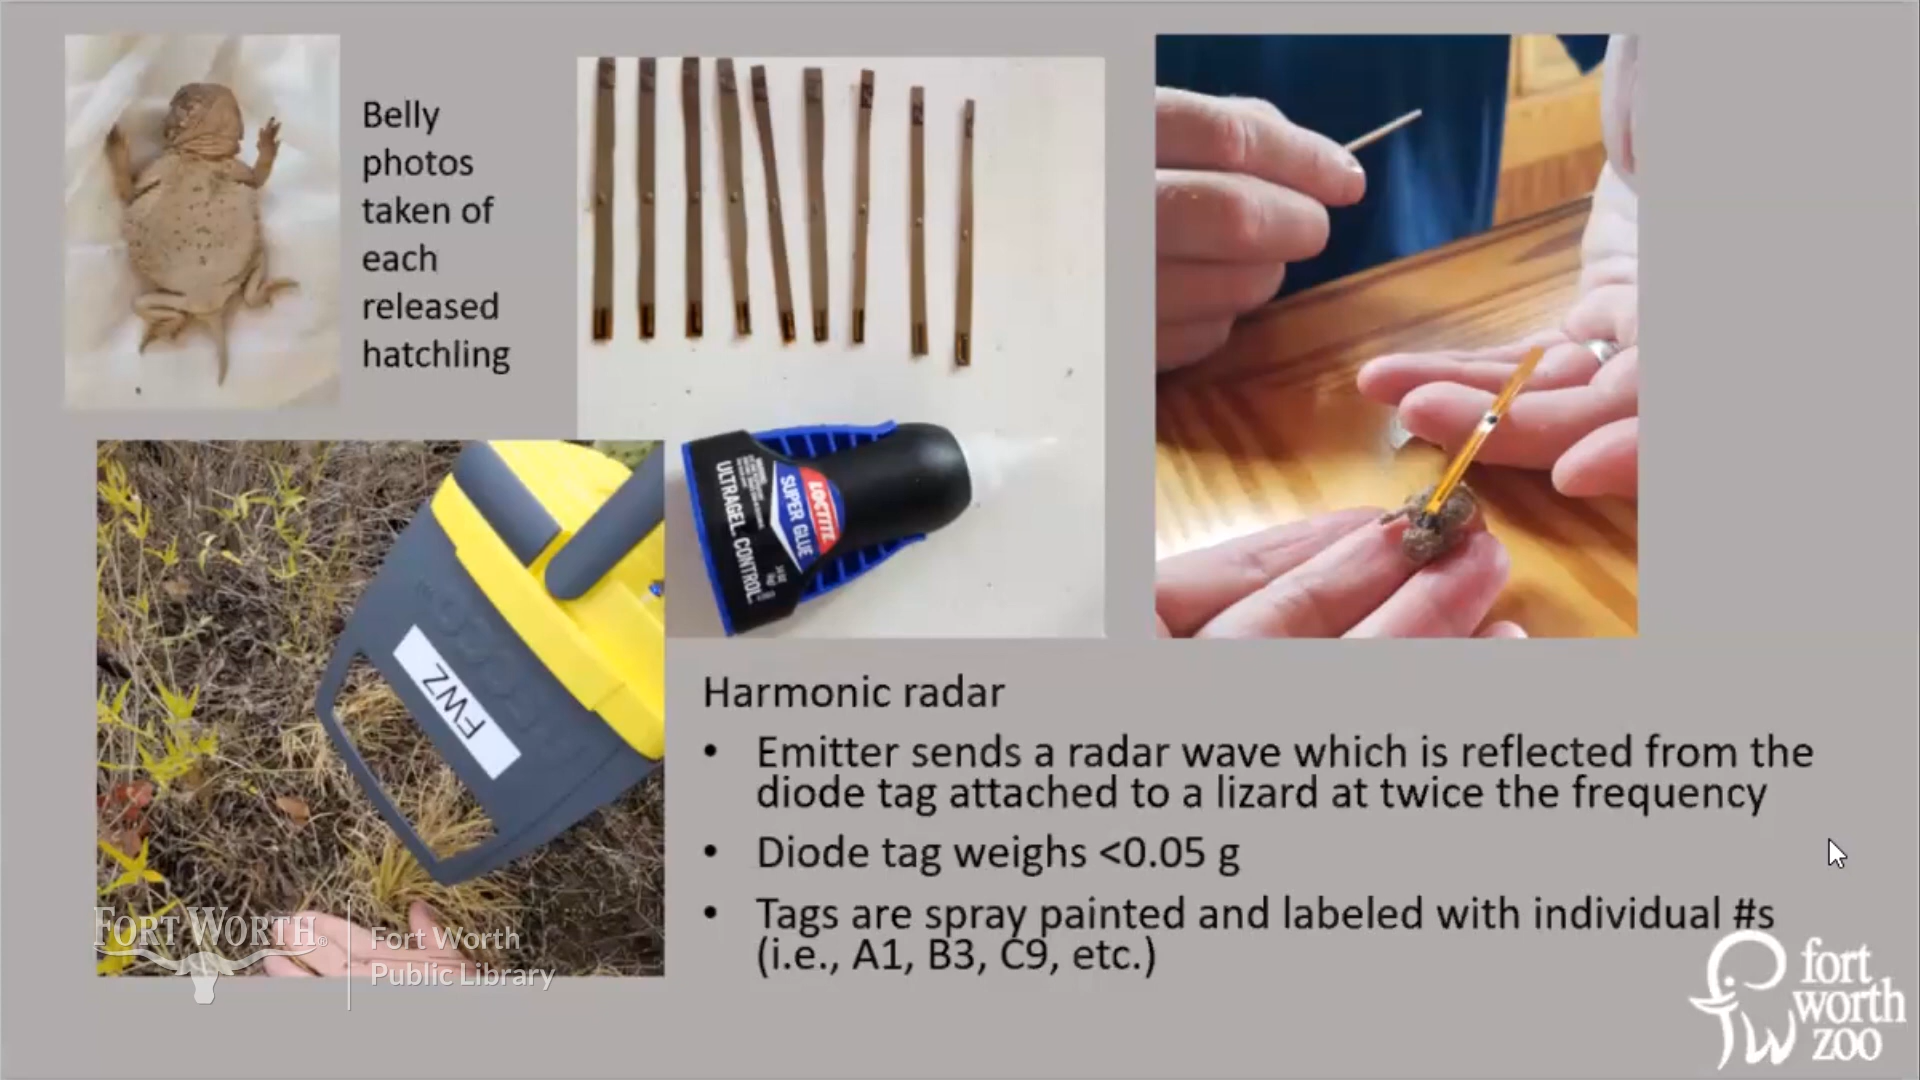 Belly
photos
taken of
each
released
hatchling
LOCTITE
SUPER GLUE
ULTRAGEL CONTROL
FWZ
Harmonic radar
• Emitter sends a radar wave which is reflected from the
diode tag attached to a lizard at twice the frequency
• Diode tag weighs <0.05 g
• Tags are spray painted and labeled with individual #s
(i.e., A1, B3, C9, etc.)
FORT WORTH®
Fort Worth
Public Library
fort
worth
zoo